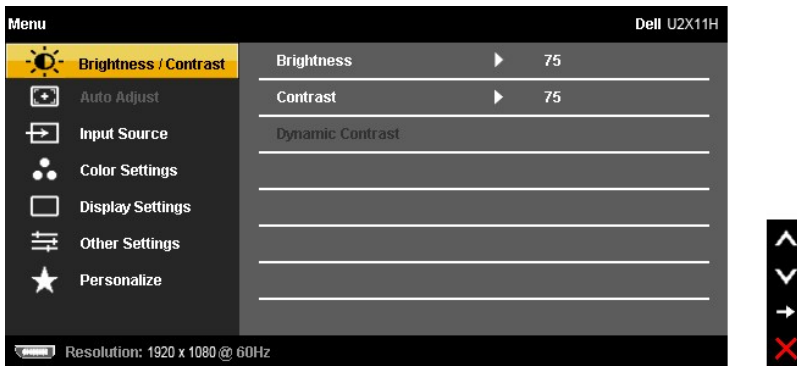 Menu Dell U2X11H
Brightness / Contrast Brightness 75
Auto Adjust Contrast 75
Input Source Dynamic Contrast
Color Settings
Display Settings
Other Settings
Personalize
Resolution: 1920 x 1080 @ 60Hz